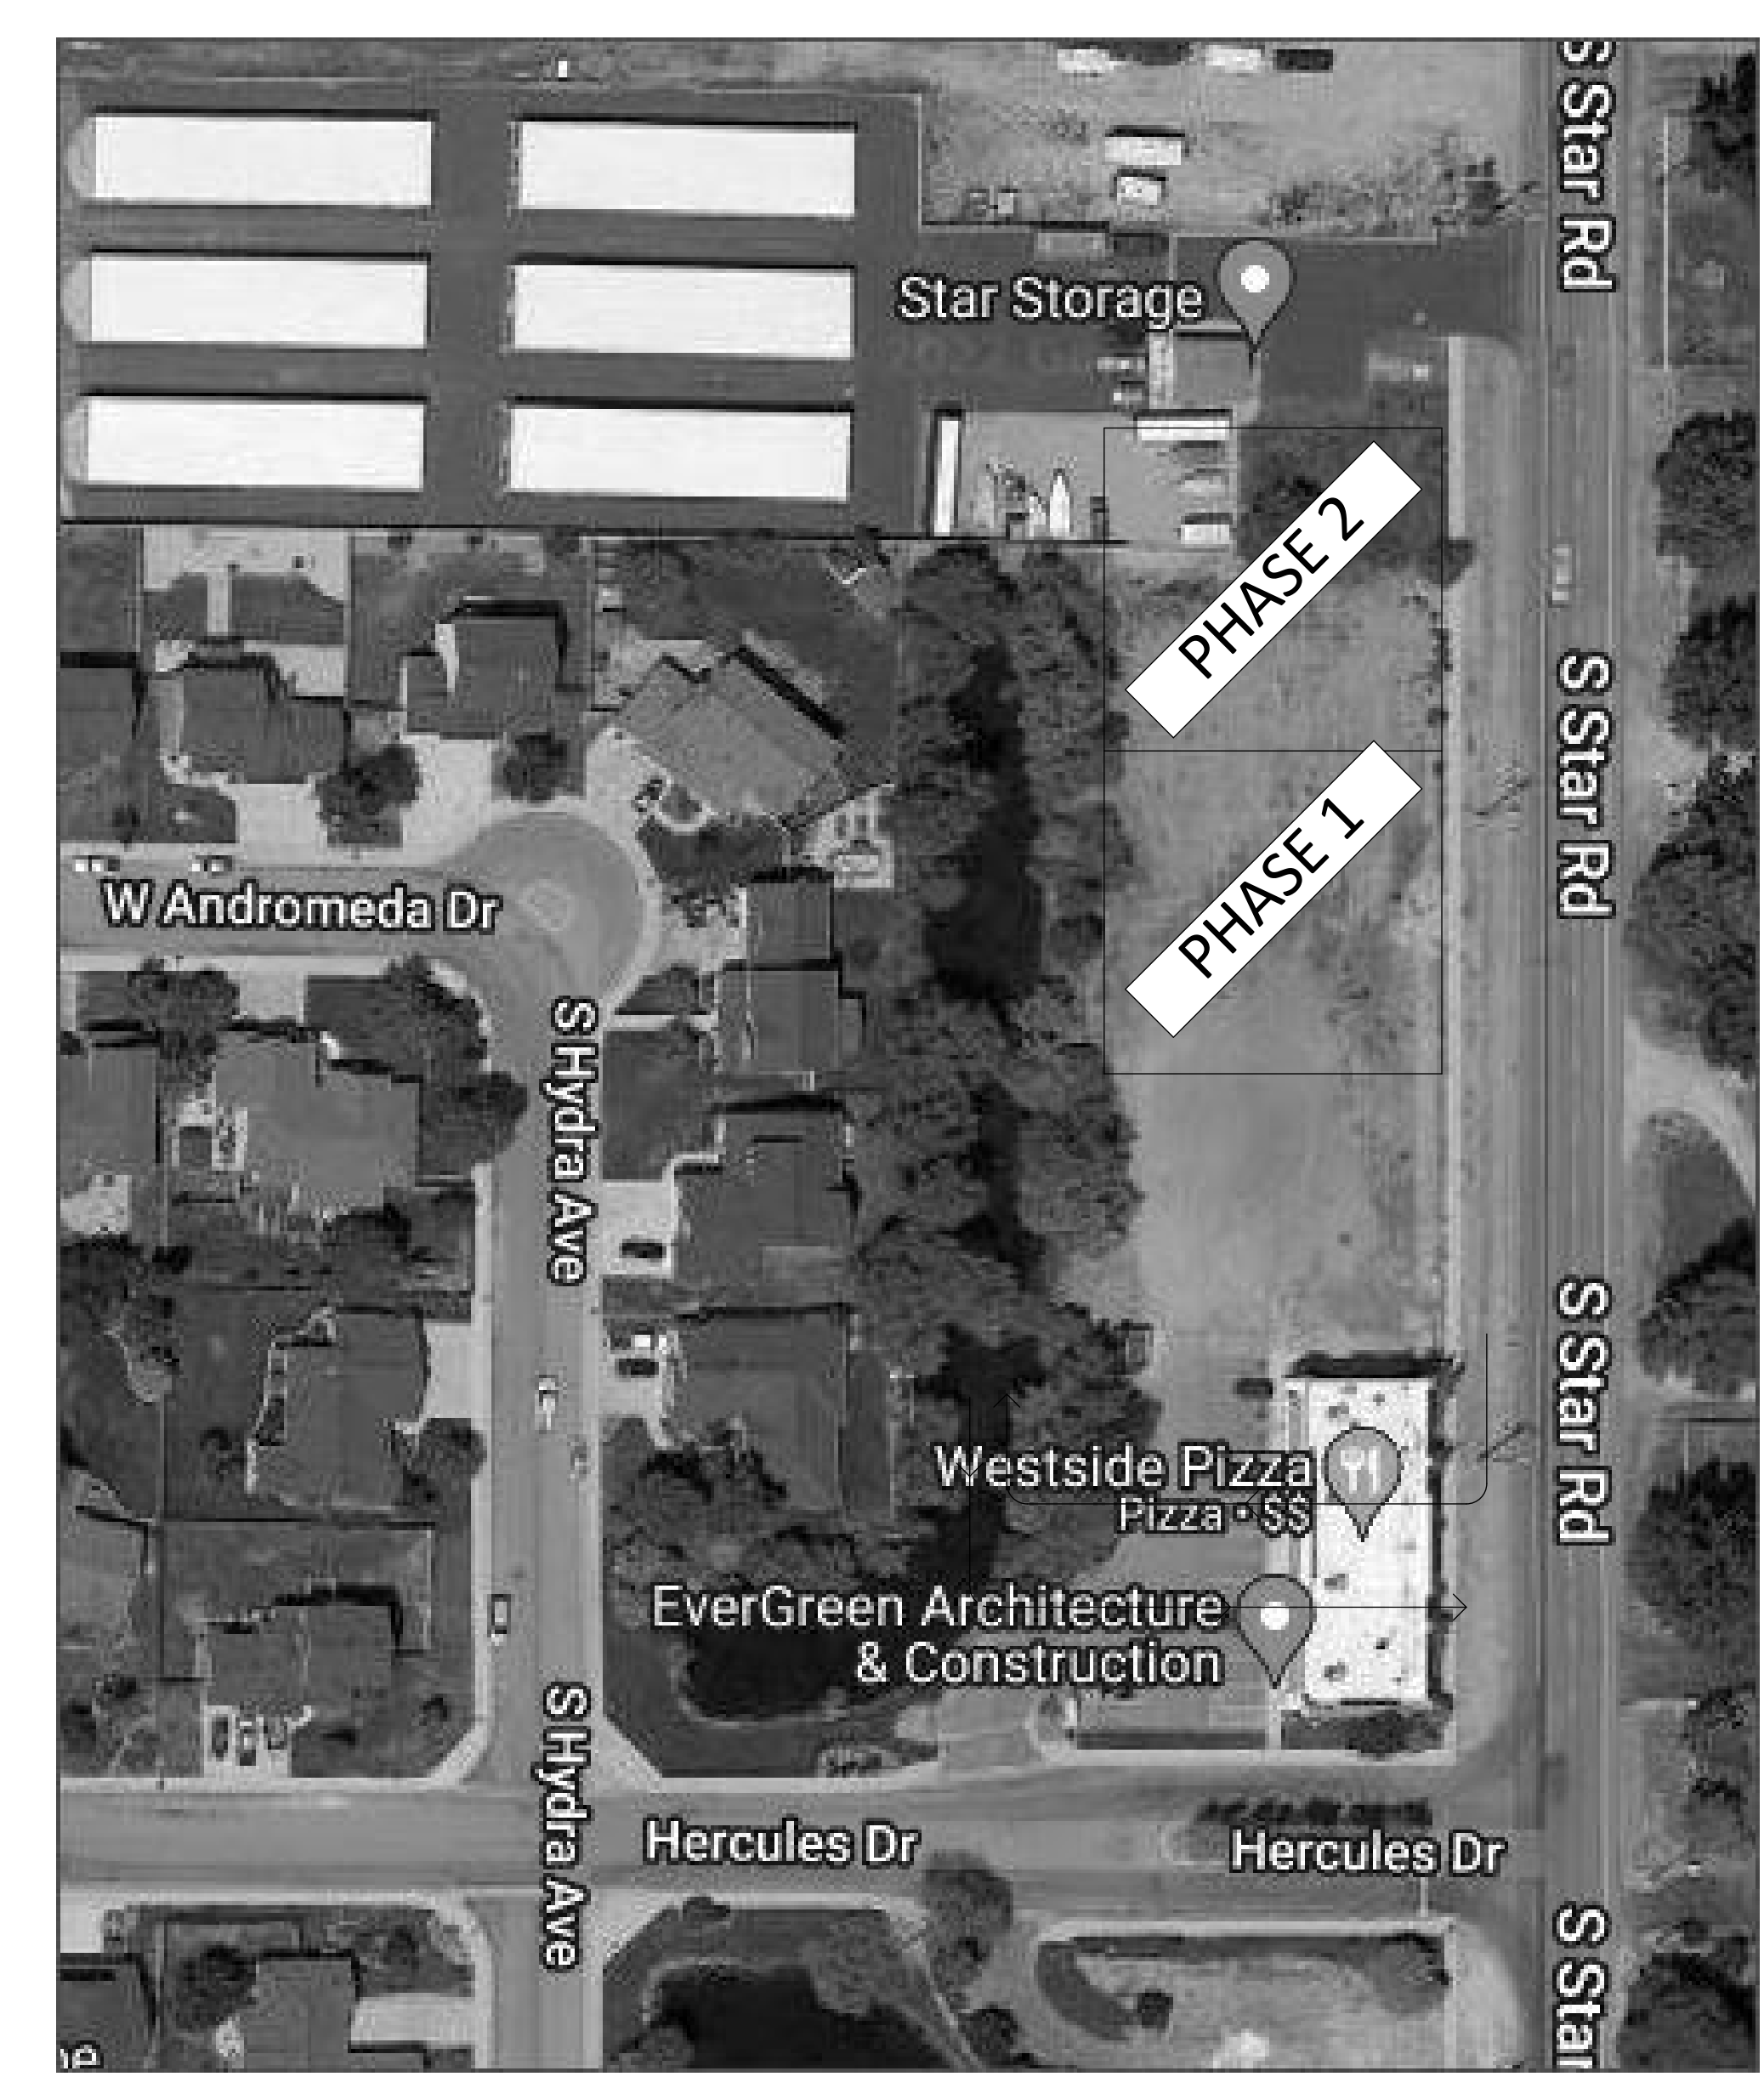 S Star Rd
Star Storage
PHASE 2
S Star Rd
PHASE 1
W Andromeda Dr
S Hydra Ave
S Star Rd
Westside Pizza
Pizza • $$
EverGreen Architecture
& Construction
S Hydra Ave
Hercules Dr
Hercules Dr
S Star